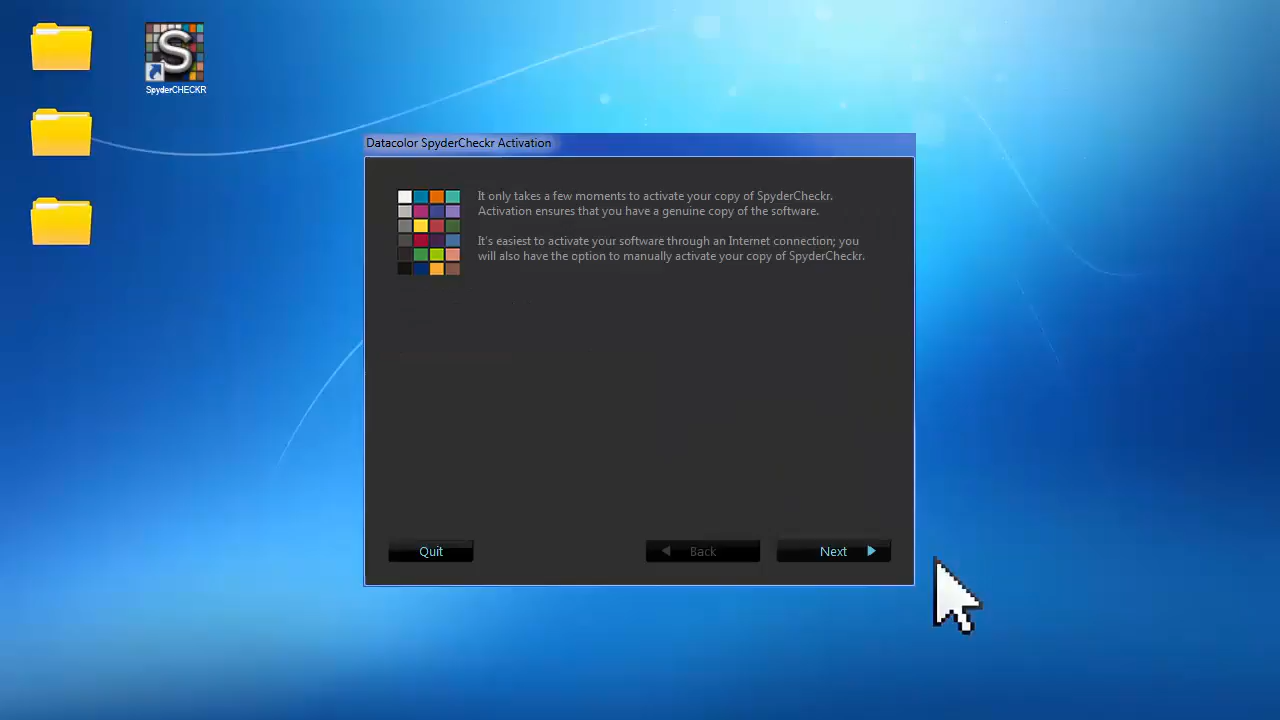 S
SpyderCHECKR
Datacolor SpyderCheckr Activation
It only takes a few moments to activate your copy of SpyderCheckr.
Activation ensures that you have a genuine copy of the software.
It's easiest to activate your software through an Internet connection; you
will also have the option to manually activate your copy of SpyderCheckr.
Quit
Back
Next